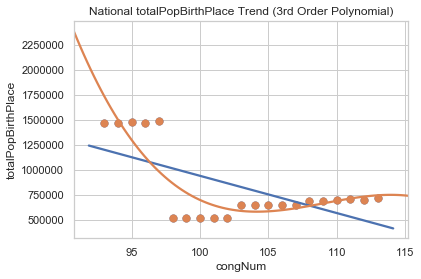 National totalPopBirthPlace Trend (3rd Order Polynomial)
2250000
2000000
1750000
1500000
1250000
1000000
750000
500000
totalPopBirthPlace
95 100 105 110 115
congNum